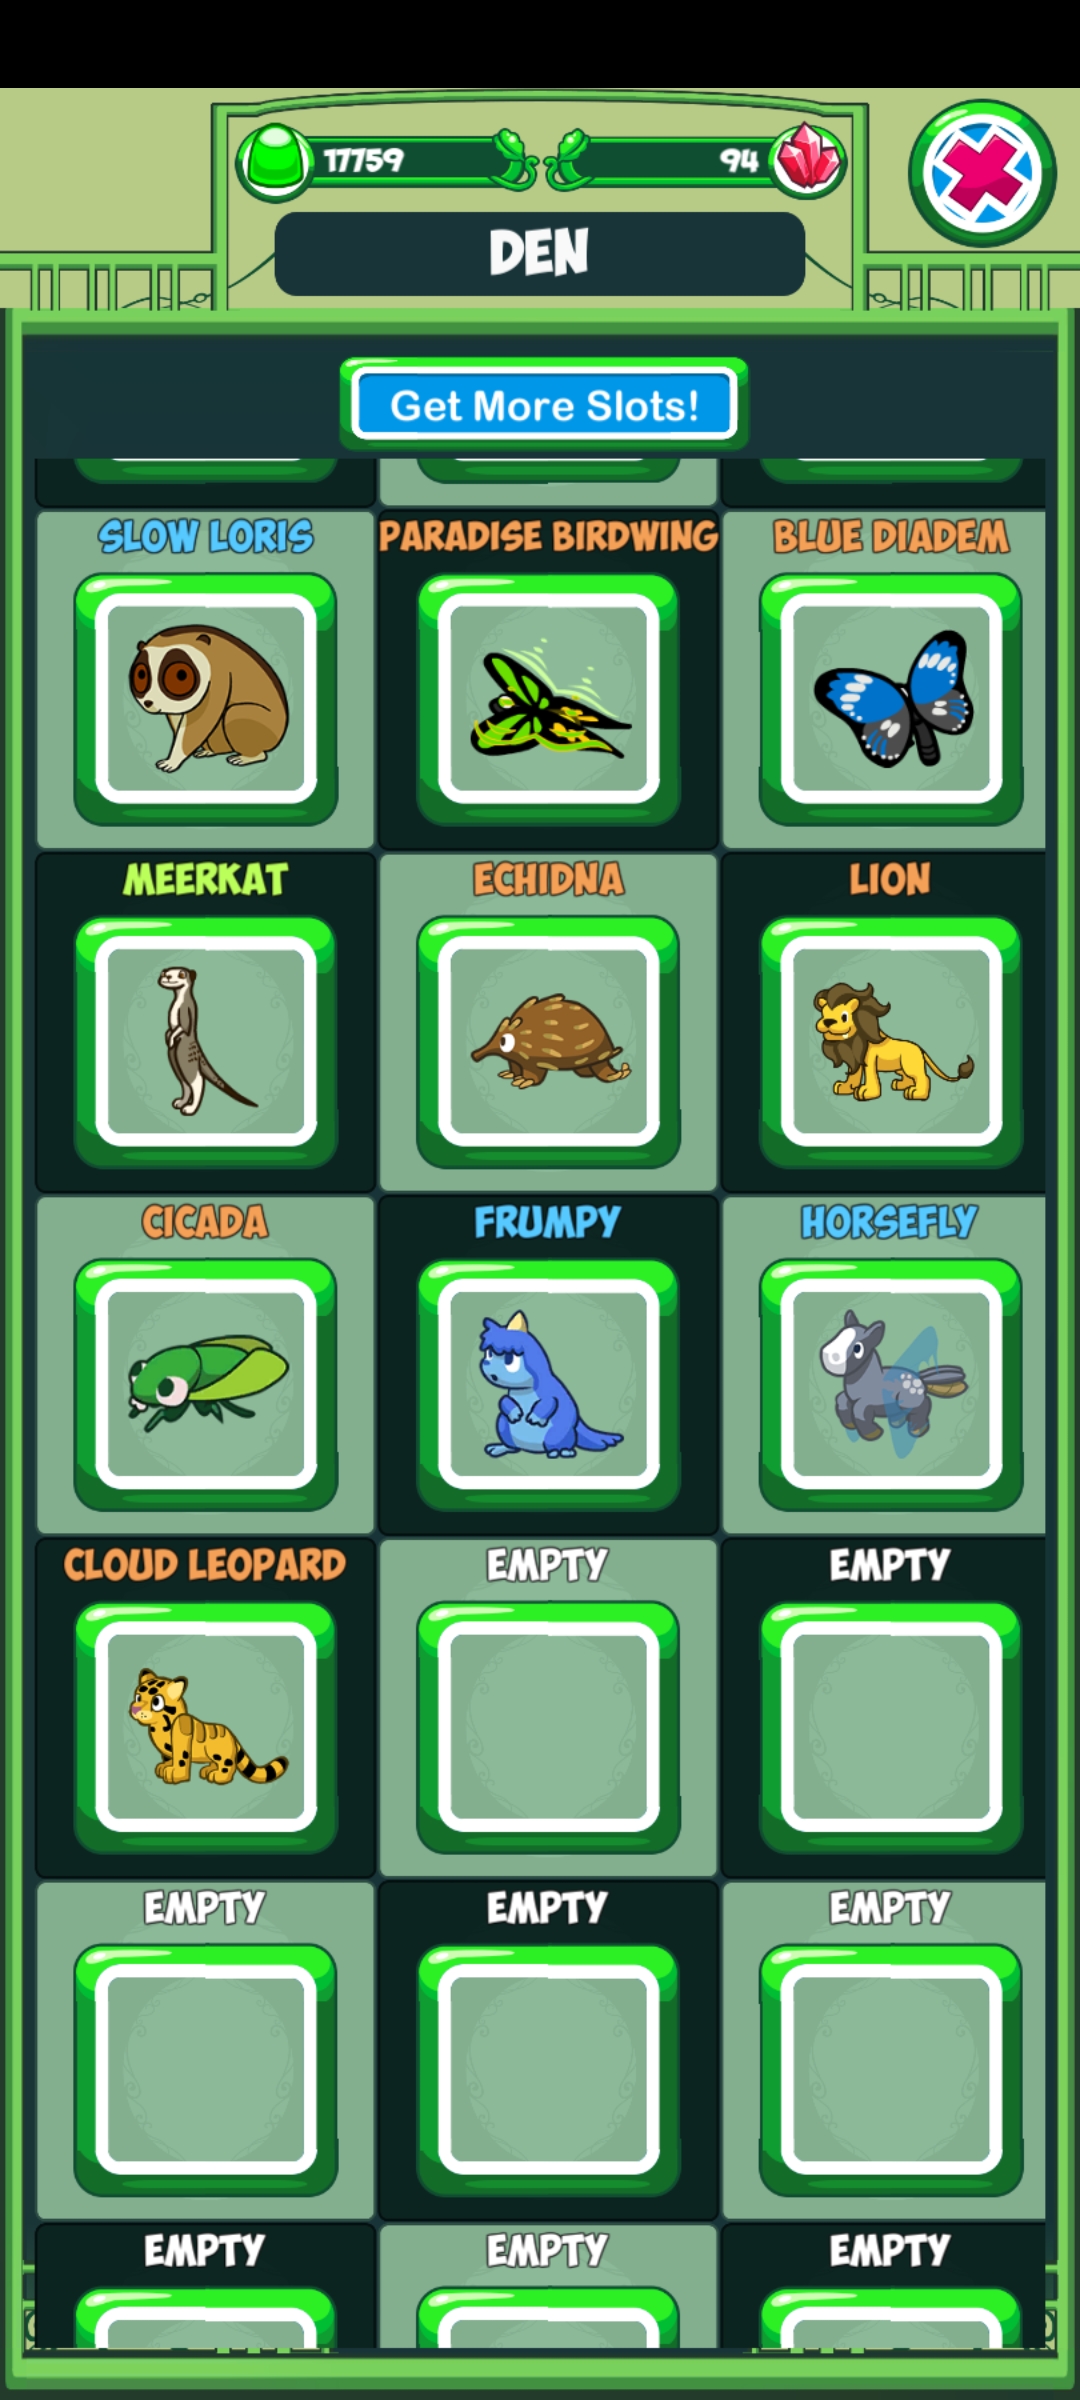 17759 94
DEN
Get More Slots!
SLOW LORIS PARADISE BIRDWING BLUE DIADEM
MEERKAT ECHIDNA LION
CICADA FRUMPY HORSEFLY
CLOUD LEOPARD EMPTY EMPTY
EMPTY EMPTY EMPTY
EMPTY EMPTY EMPTY